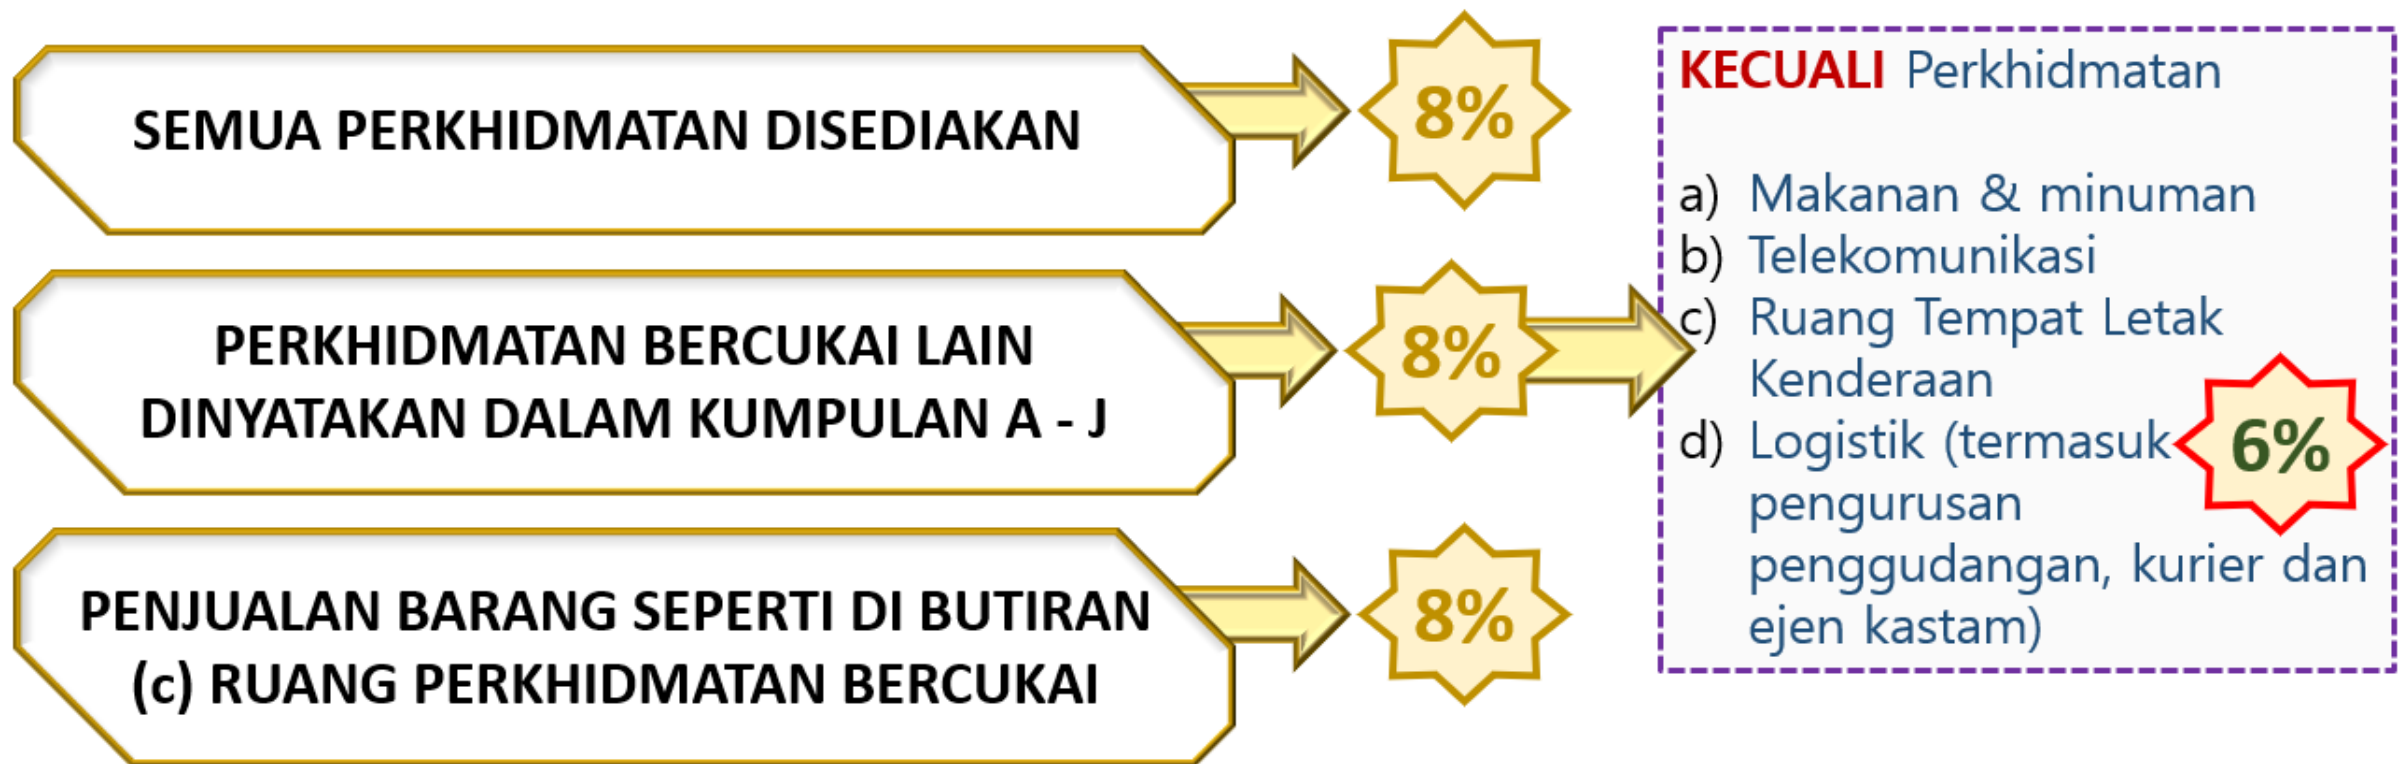 SEMUA PERKHIDMATAN DISEDIAKAN
8%
PERKHIDMATAN BERCUKAI LAIN
DINYATAKAN DALAM KUMPULAN A - J
8%
PENJUALAN BARANG SEPERTI DI BUTIRAN
(c) RUANG PERKHIDMATAN BERCUKAI
8%
KECUALI Perkhidmatan
a) Makanan & minuman
b) Telekomunikasi
c) Ruang Tempat Letak
Kenderaan
d) Logistik (termasuk
pengurusan
penggudangan, kurier dan
ejen kastam)
6%